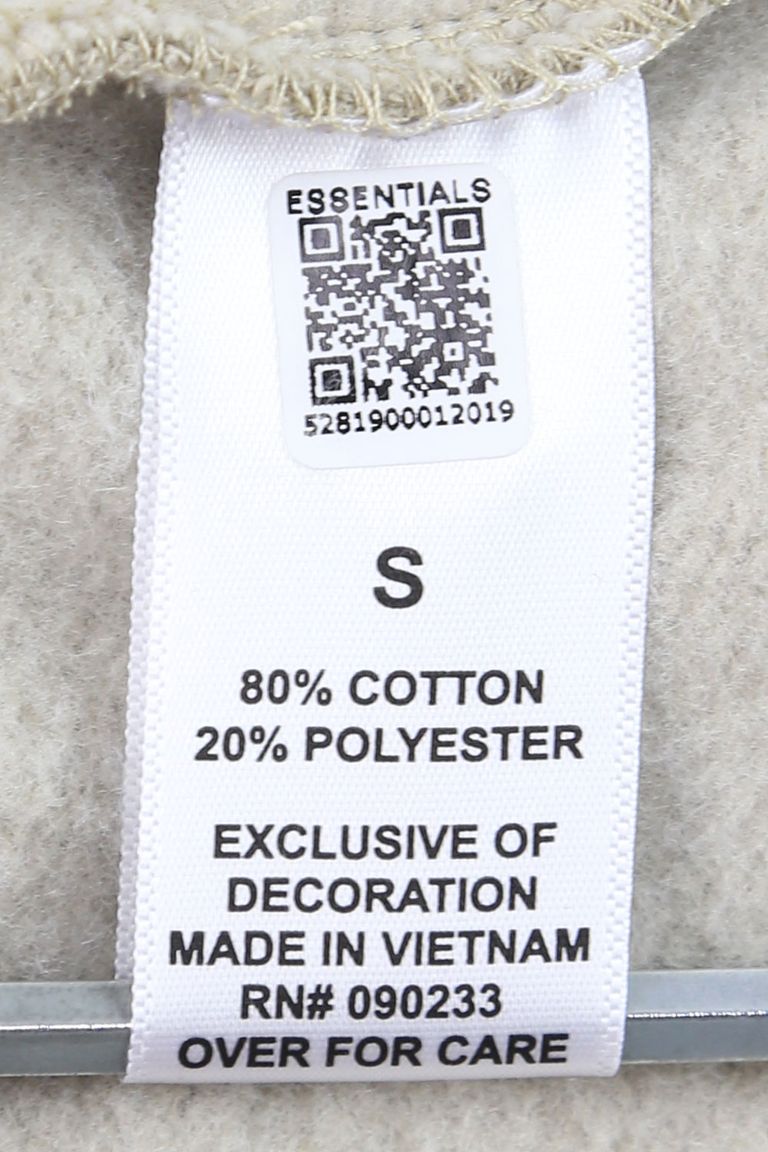 ESSENTIALS
5281900012019
S
80% COTTON
20% POLYESTER
EXCLUSIVE OF
DECORATION
MADE IN VIETNAM
RN# 090233
OVER FOR CARE